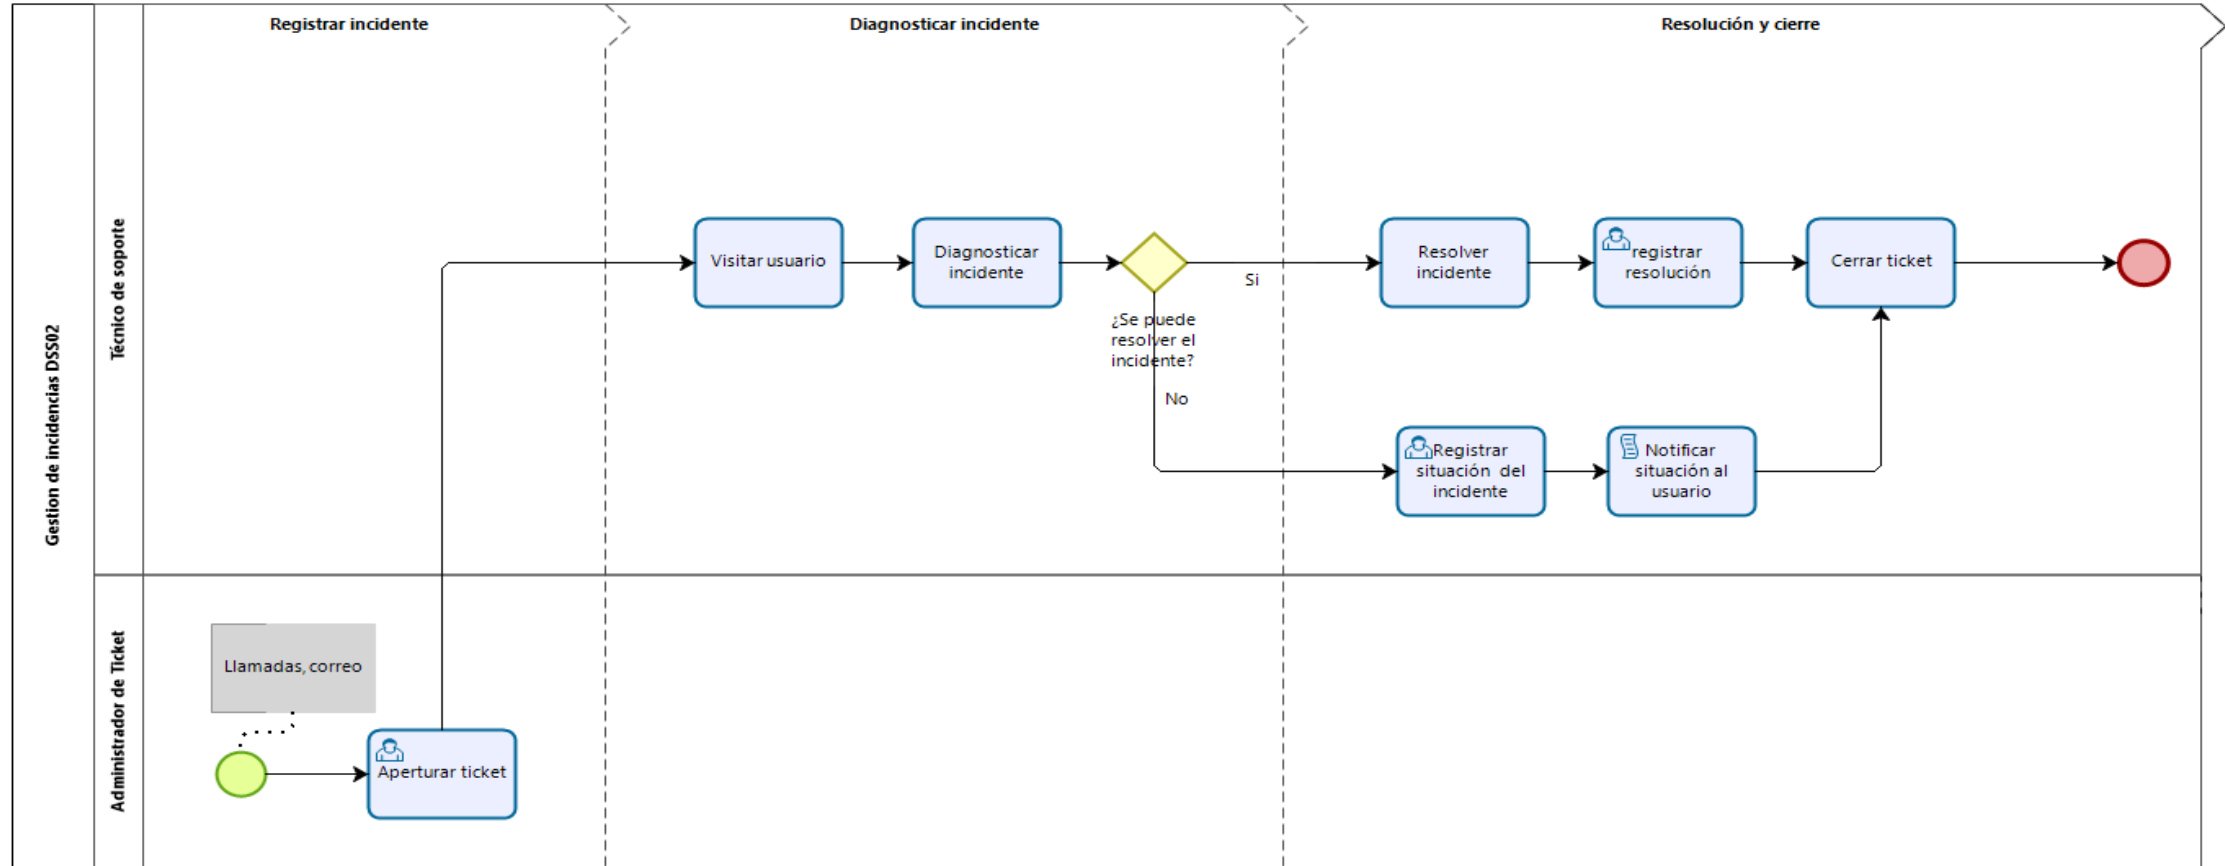 Registrar incidente
Diagnosticar incidente
Resolución y cierre
Gestion de incidencias DSS02
Técnico de soporte
Visitar usuario
Diagnosticar
incidente
¿Se puede
resolver el
incidente?
Si
No
Resolver
incidente
registrar
resolución
Cerrar ticket
Registrar
situación del
incidente
Notificar
situación al
usuario
Administrador de Ticket
Llamadas, correo
Aperturar ticket